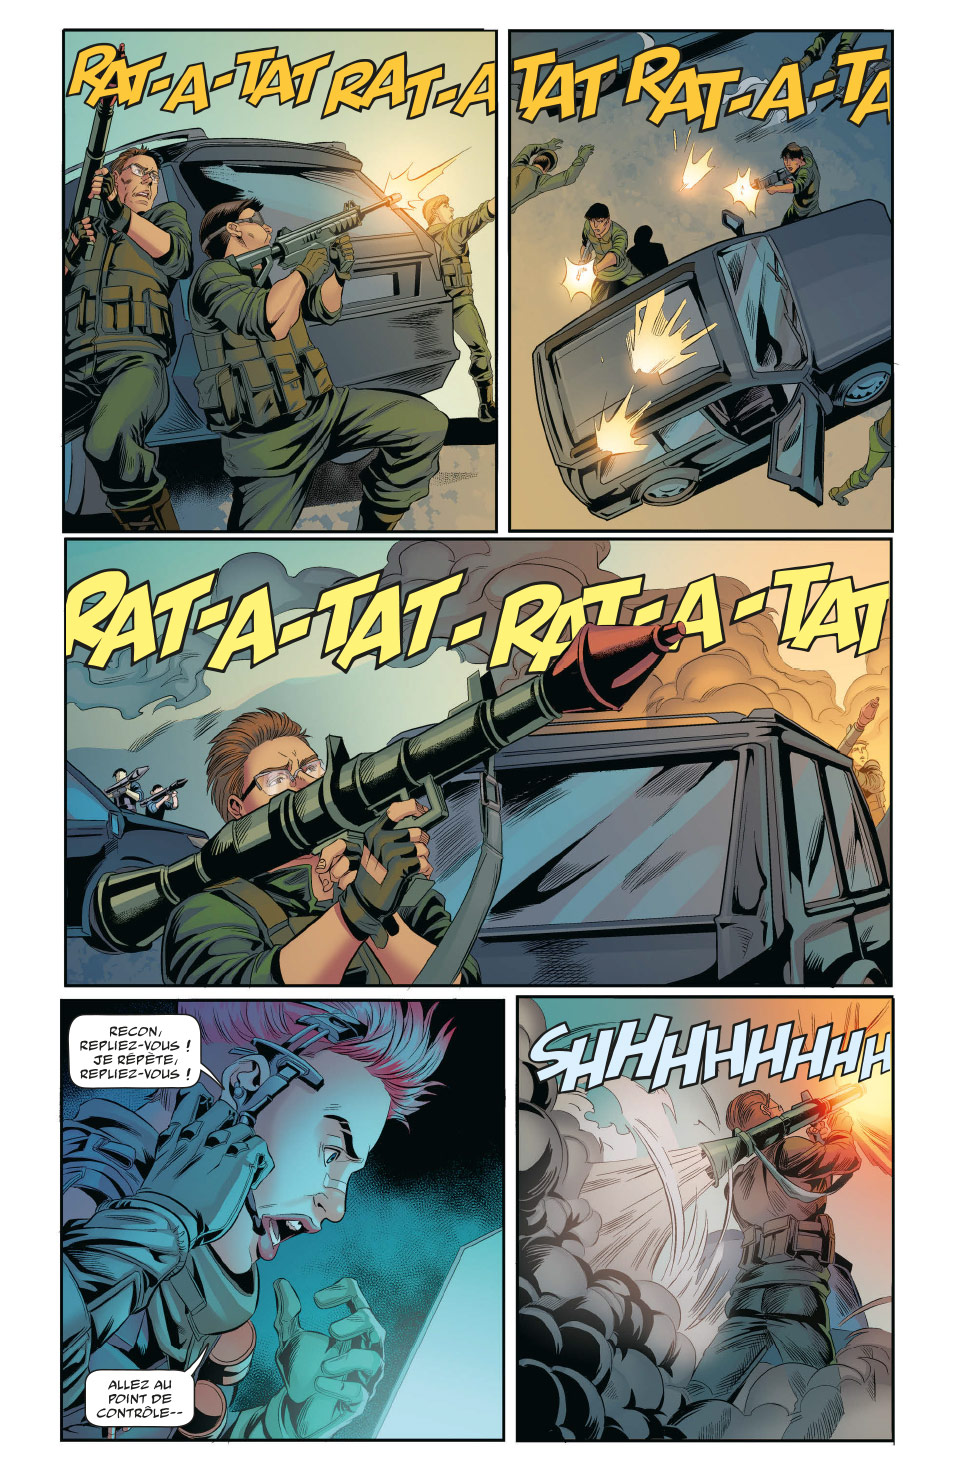 RAT-A-TAT RAT-A
TAT RAT-A-TA
RAT-A-TAT-RAT-A-TAT
RECON,
REPLIEZ-VOUS !
JE RÉPÈTE,
REPLIEZ-VOUS !
ALLEZ AU
POINT DE
CONTRÔLE--
SHHHHHHHH